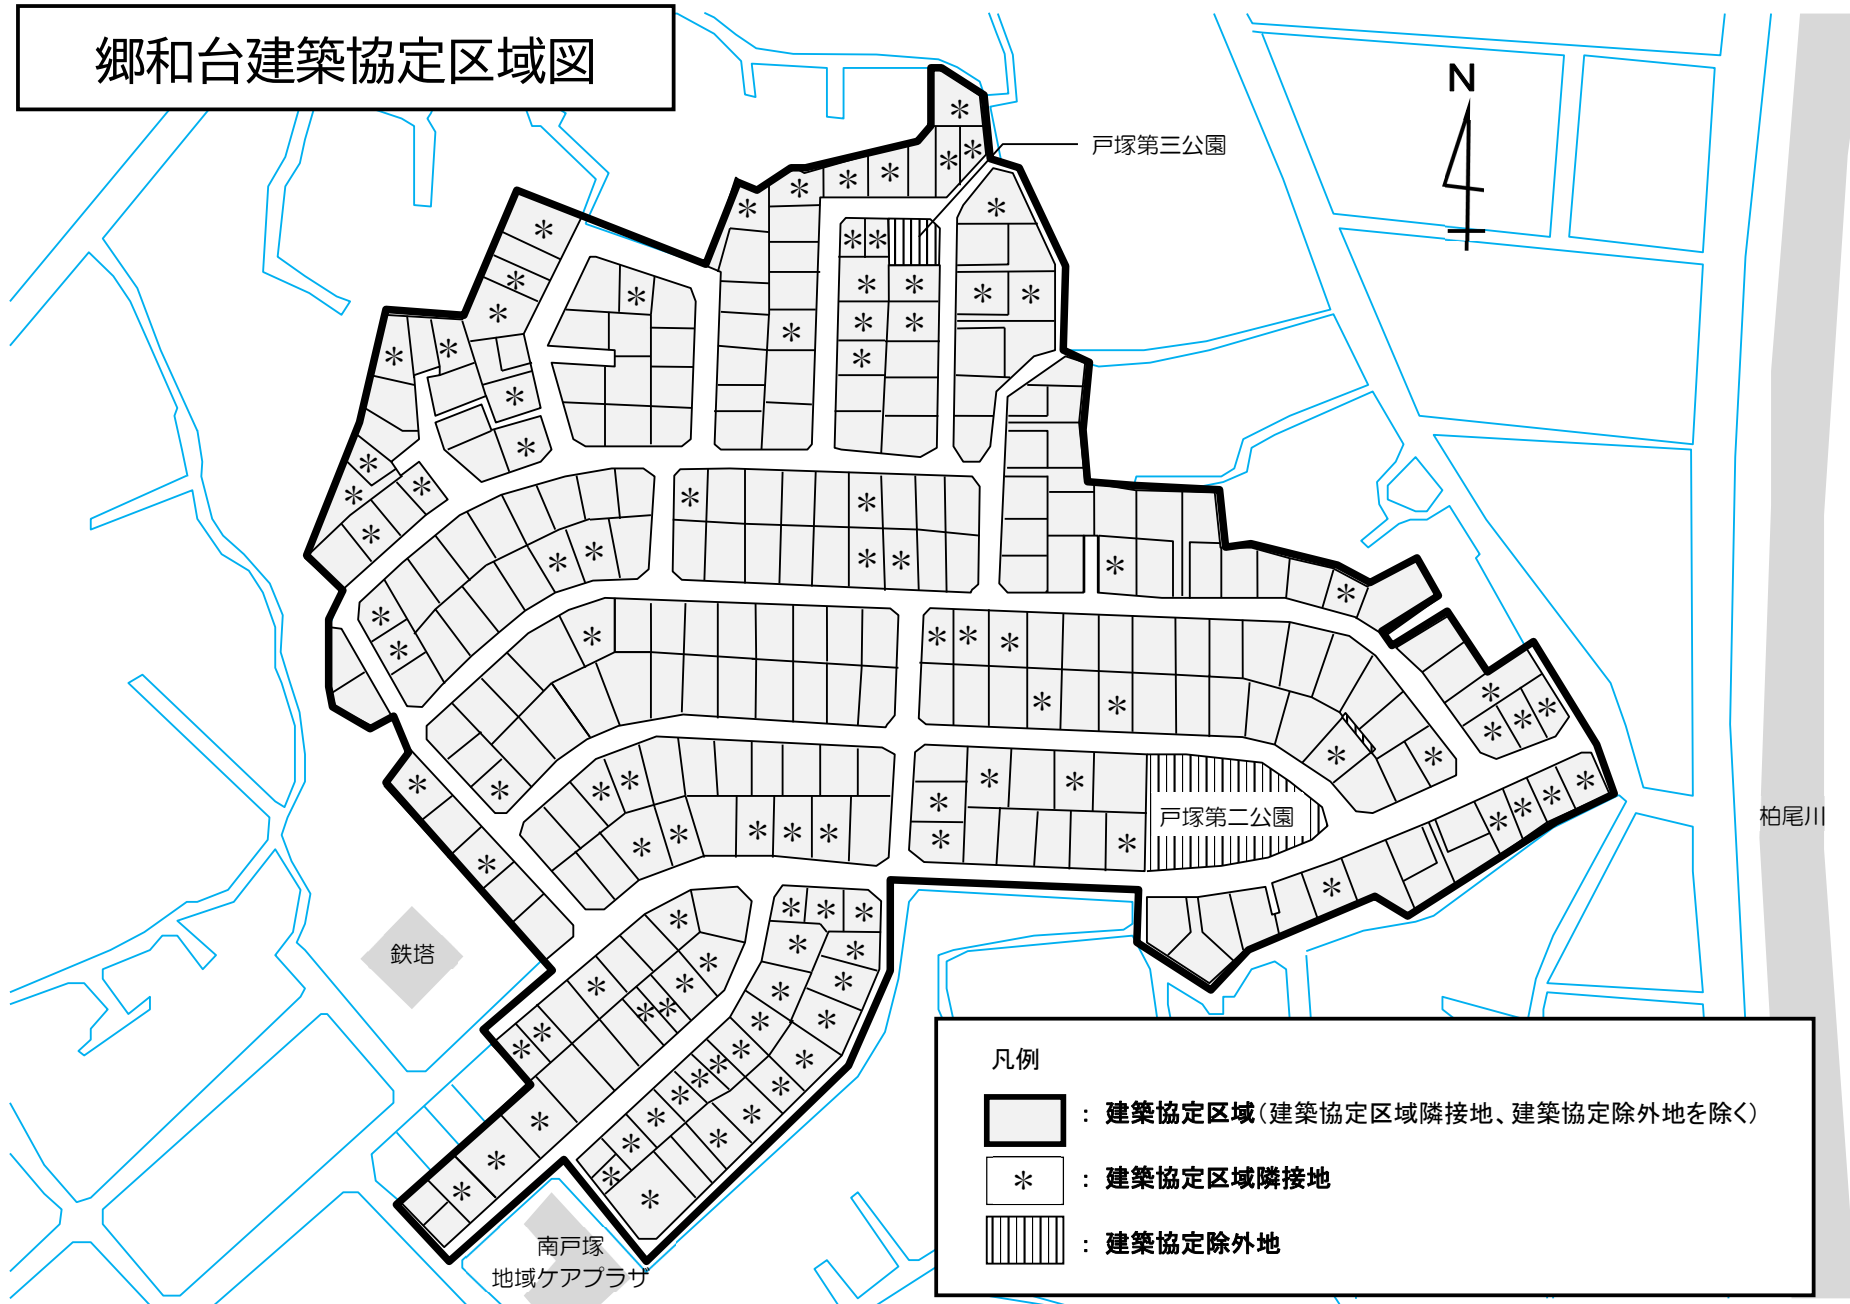 郷和台建築協定区域図
N
戸塚第三公園
戸塚第二公園
柏尾川
鉄塔
南戸塚
地域ケアプラザ
凡例
： 建築協定区域（建築協定区域隣接地、建築協定除外地を除く）
＊ ： 建築協定区域隣接地
： 建築協定除外地